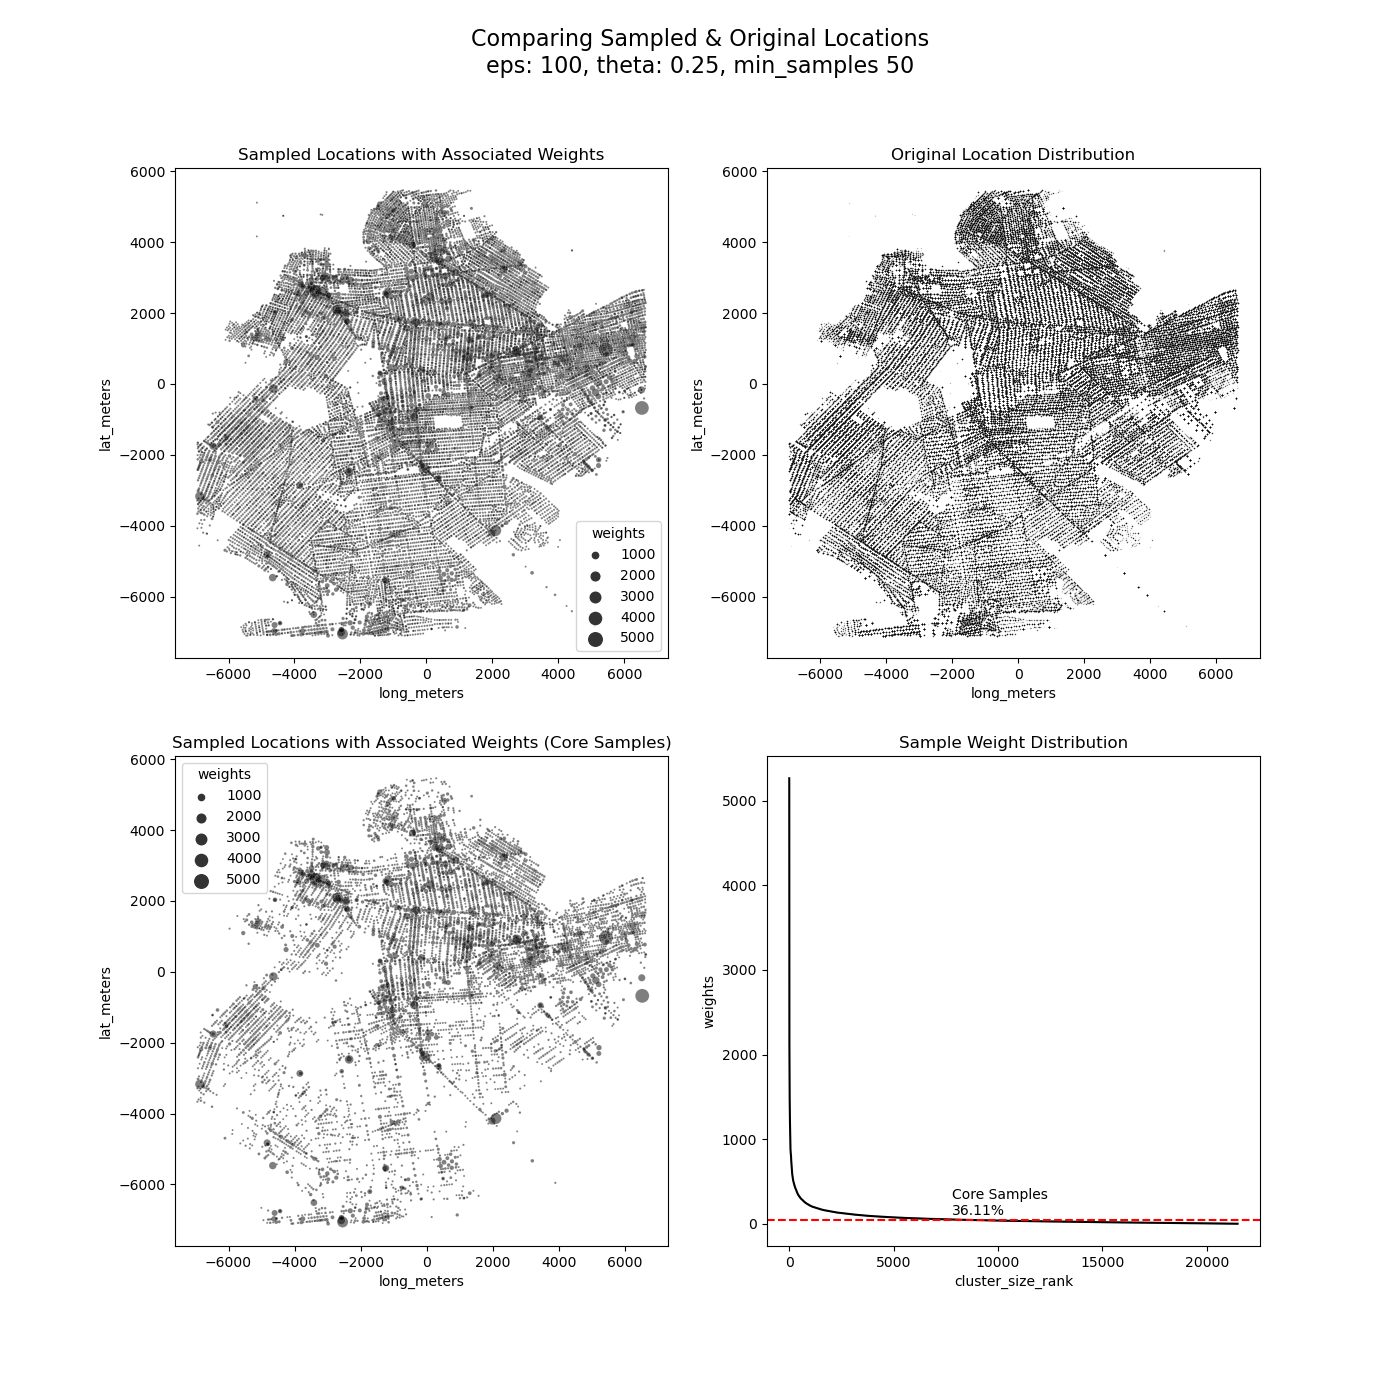 Comparing Sampled & Original Locations
eps: 100, theta: 0.25, min_samples 50
Sampled Locations with Associated Weights
6000
4000
2000
0
−2000
−4000
−6000
lat_meters
weights
1000
2000
3000
4000
5000
−6000 −4000 −2000 0 2000 4000 6000
long_meters
Original Location Distribution
6000
4000
2000
0
−2000
−4000
−6000
lat_meters
−6000 −4000 −2000 0 2000 4000 6000
long_meters
Sampled Locations with Associated Weights (Core Samples)
6000
4000
2000
0
−2000
−4000
−6000
lat_meters
weights
1000
2000
3000
4000
5000
−6000 −4000 −2000 0 2000 4000 6000
long_meters
Sample Weight Distribution
5000
4000
3000
2000
1000
0
weights
Core Samples
36.11%
0 5000 10000 15000 20000
cluster_size_rank